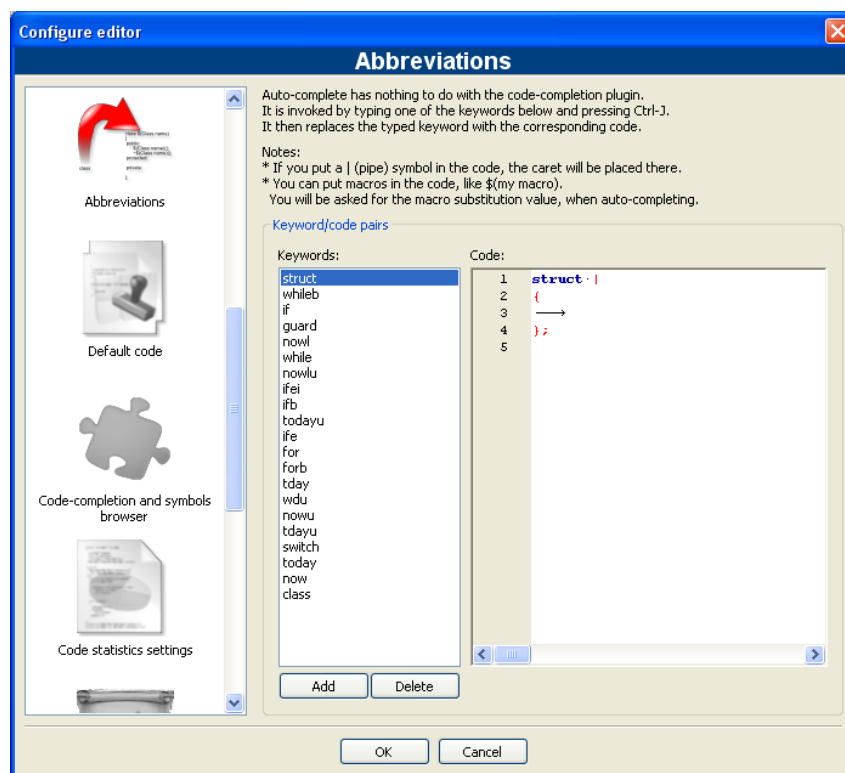 Configure editor
Abbreviations
Abbreviations
Default code
Code-completion and symbols
browser
Code statistics settings
Auto-complete has nothing to do with the code-completion plugin.
It is invoked by typing one of the keywords below and pressing Ctrl-J.
It then replaces the typed keyword with the corresponding code.
Notes:
* If you put a | (pipe) symbol in the code, the caret will be placed there.
* You can put macros in the code, like $(my macro).
You will be asked for the macro substitution value, when auto-completing.
Keyword/code pairs
Keywords:
struct
whileb
if
guard
nowl
while
nowlu
ifei
ifb
todayu
ife
for
forb
tday
wdu
nowu
tdayu
switch
today
now
class
Add Delete
Code:
1 struct |
2 {
3
4 };
5
OK Cancel